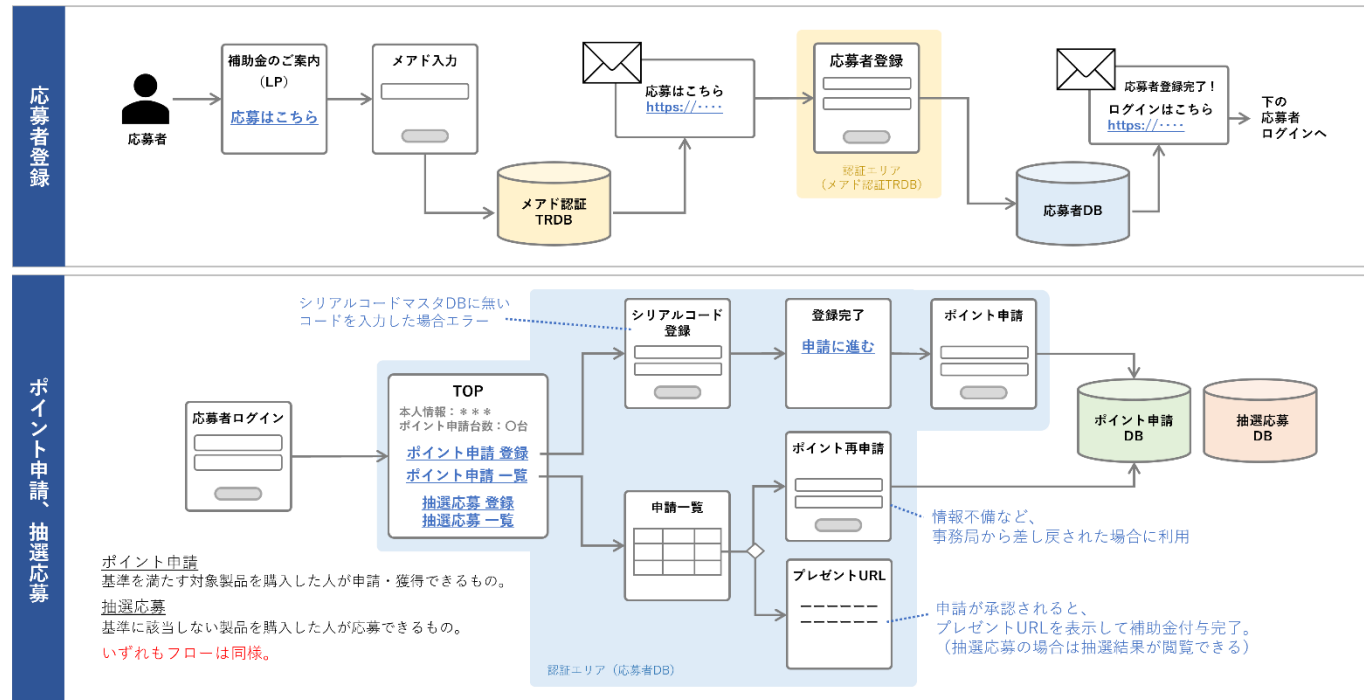 応募者登録
応募者
補助金のご案内
（LP）
応募はこちら
メアド入力
メアド認証
TRDB
応募はこちら
https://‥‥
応募者登録
認証エリア
（メアド認証TRDB）
応募者DB
応募者登録完了！
ログインはこちら
https://‥‥
下の
応募者
ログインへ
ポイント申請、抽選応募
シリアルコードマスタDBに無い
コードを入力した場合エラー
応募者ログイン
TOP
本人情報：＊＊＊
ポイント申請台数：〇台
ポイント申請 登録
ポイント申請 一覧
抽選応募 登録
抽選応募 一覧
シリアルコード
登録
登録完了
申請に進む
ポイント申請
ポイント申請
DB
抽選応募
DB
申請一覧
ポイント再申請
情報不備など、
事務局から差し戻された場合に利用
プレゼントURL
申請が承認されると、
プレゼントURLを表示して補助金付与完了。
（抽選応募の場合は抽選結果が閲覧できる）
認証エリア（応募者DB）
ポイント申請
基準を満たす対象製品を購入した人が申請・獲得できるもの。
抽選応募
基準に該当しない製品を購入した人が応募できるもの。
いずれもフローは同様。